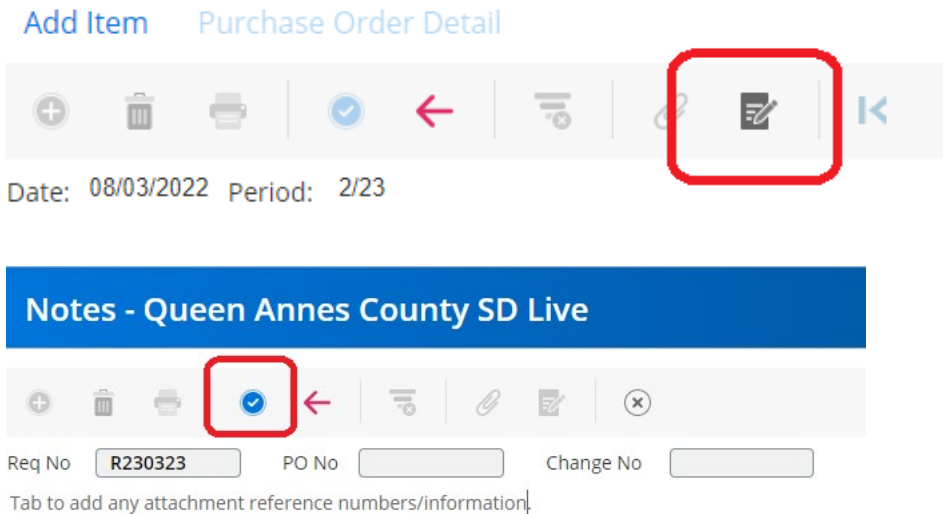 Add Item Purchase Order Detail
Date: 08/03/2022 Period: 2/23
Notes - Queen Annes County SD Live
Req No R230323 PO No Change No
Tab to add any attachment reference numbers/information.